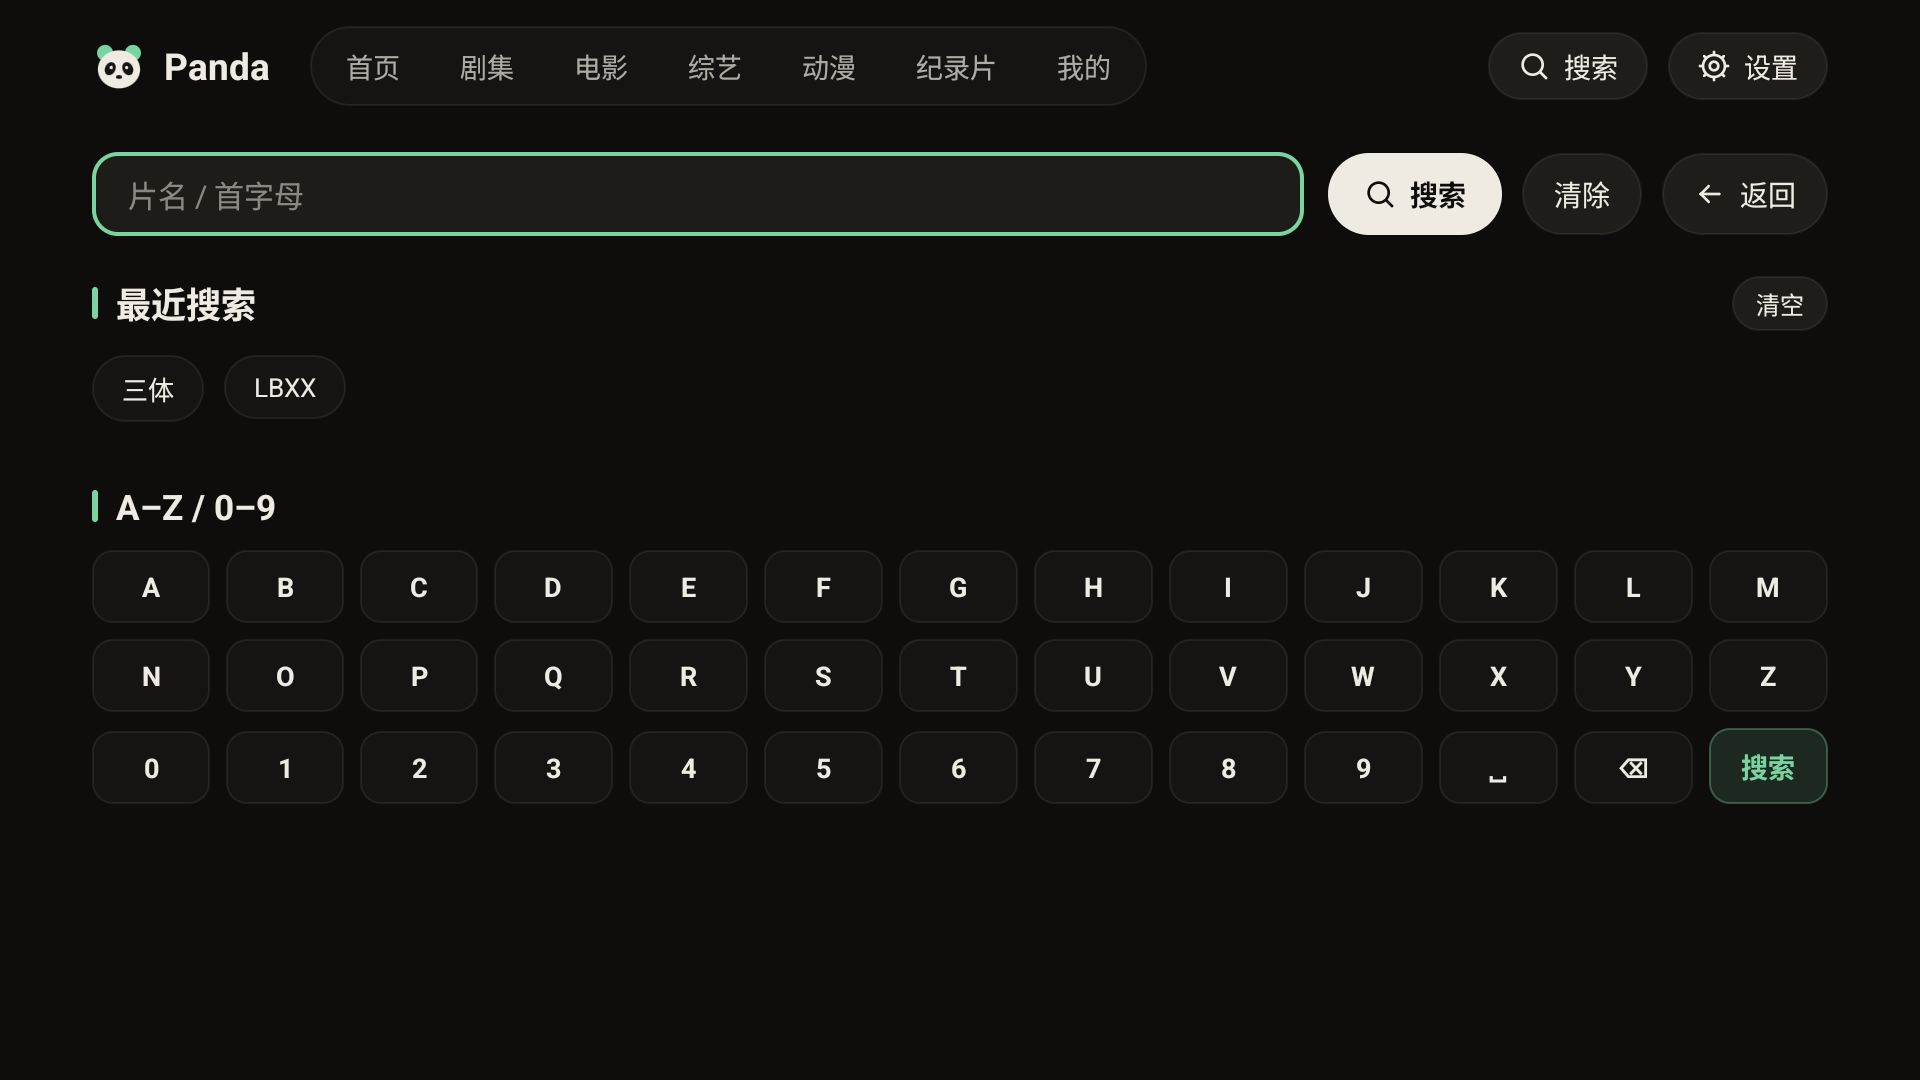 Panda 首页 剧集 电影 综艺 动漫 纪录片 我的 搜索 设置
片名 / 首字母 搜索 清除 返回
最近搜索 清空
三体 LBXX
A–Z / 0–9
A B C D E F G H I J K L M
N O P Q R S T U V W X Y Z
0 1 2 3 4 5 6 7 8 9 ␣ ⌫ 搜索